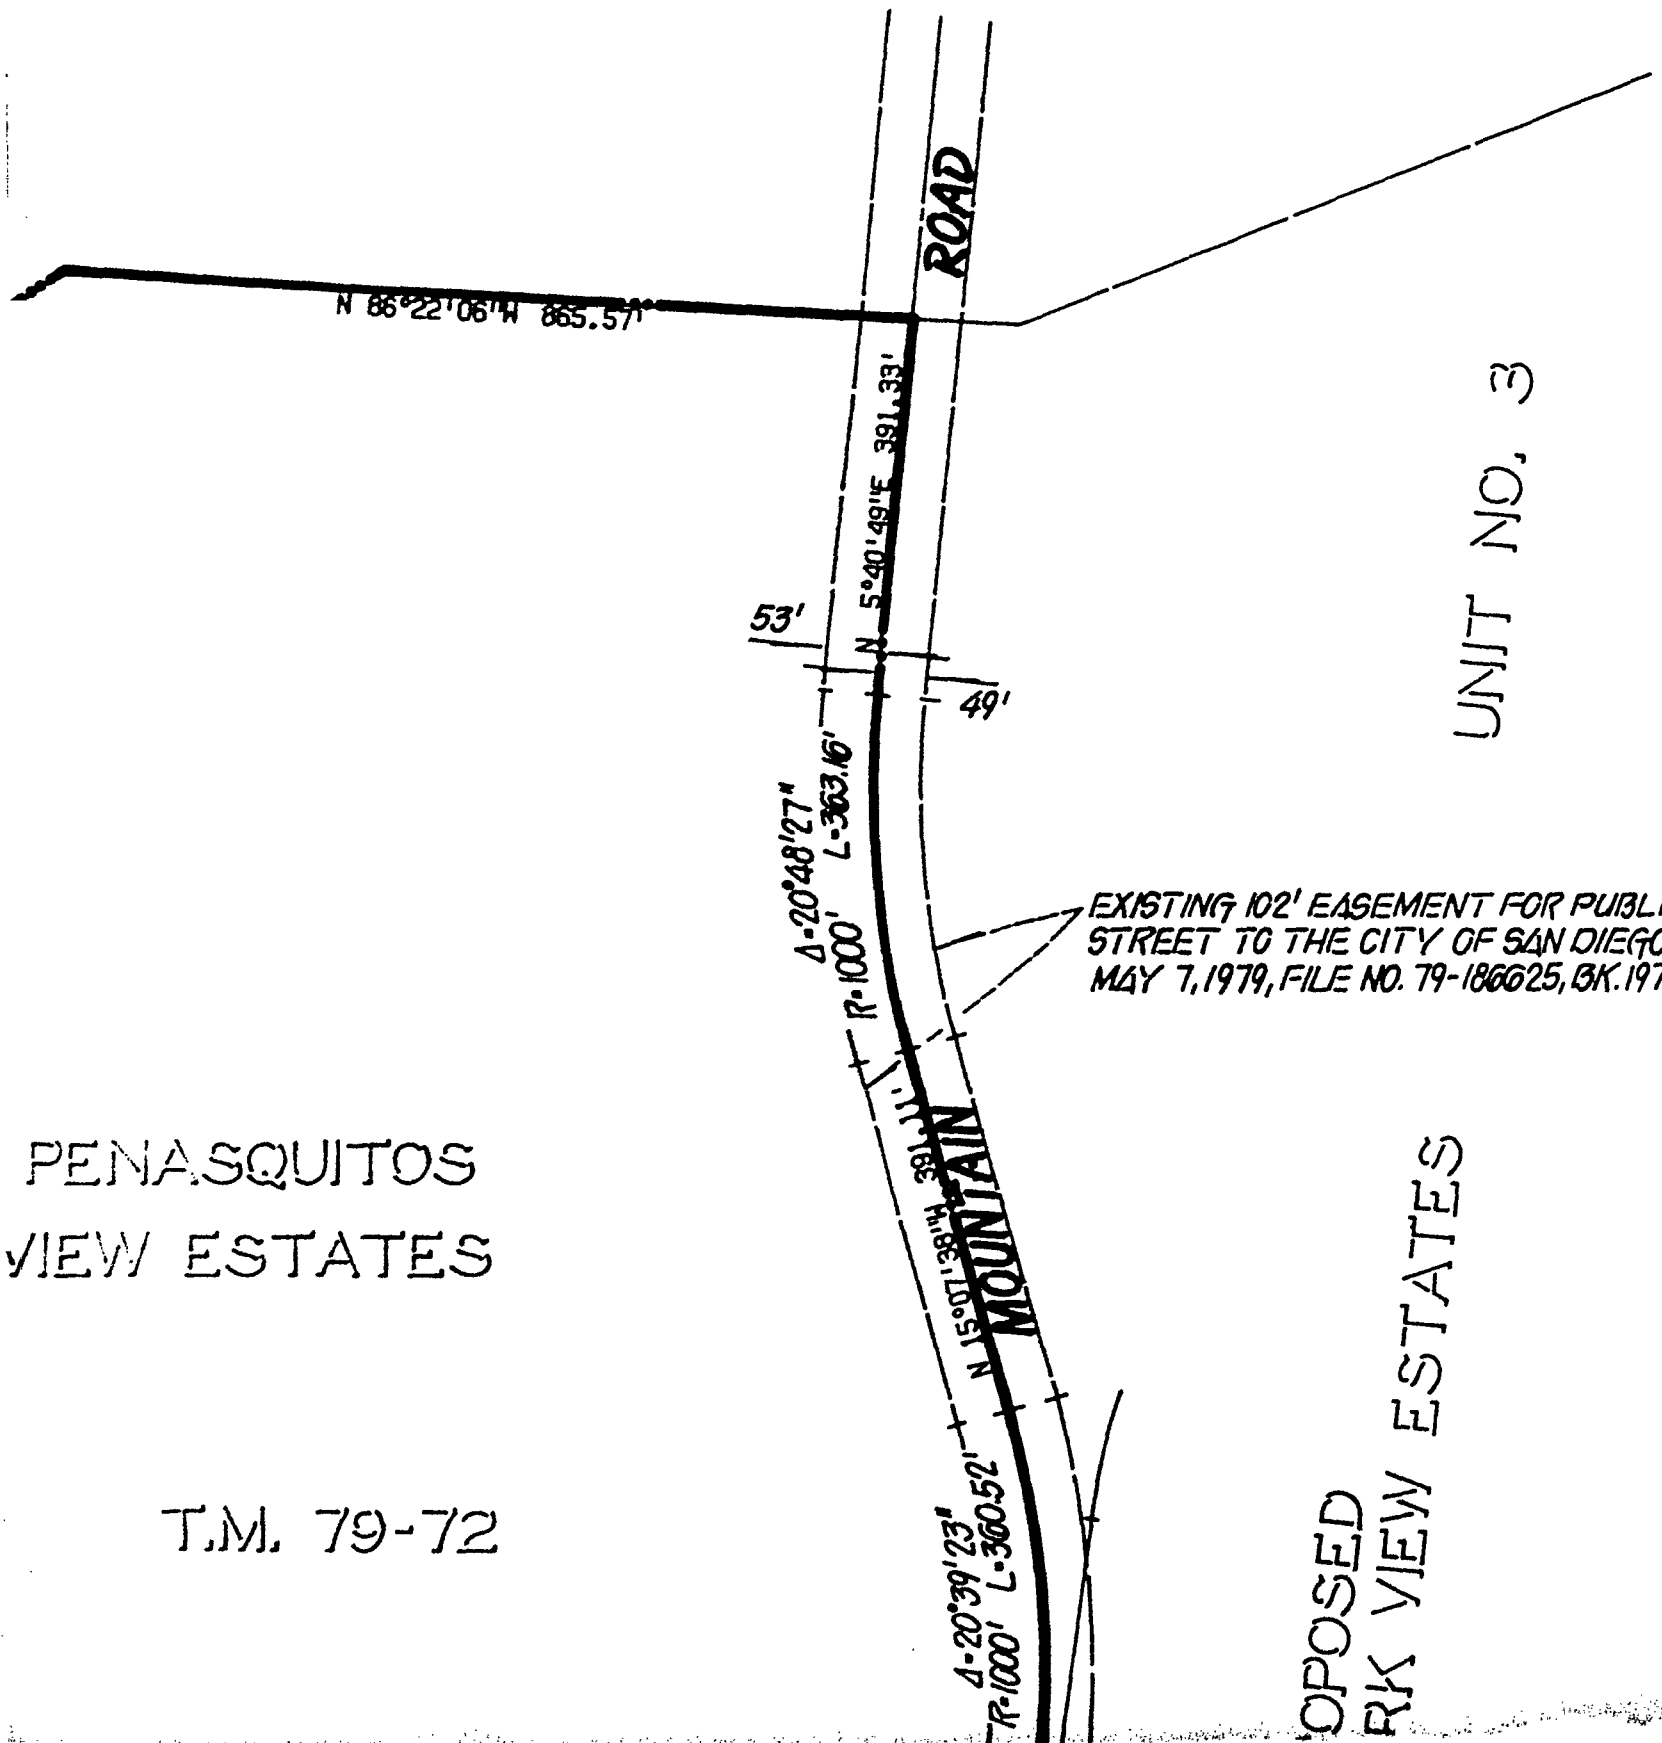 ROAD
N 86°22'06"W 865.57'
N 5°40'49"E 391.33'
UNIT NO. 3
53'
49'
Δ=20°48'27"
R=1000' L=363.16'
EXISTING 102' EASEMENT FOR PUBLI
STREET TO THE CITY OF SAN DIEGO
MAY 7, 1979, FILE NO. 79-186625, BK. 197
N 15°07'38"W 391.11'
MOUNTAIN
PENASQUITOS
VIEW ESTATES
T.M. 79-72
Δ=20°39'23"
R=1000' L=360.52'
OPOSED
RK VIEW ESTATES